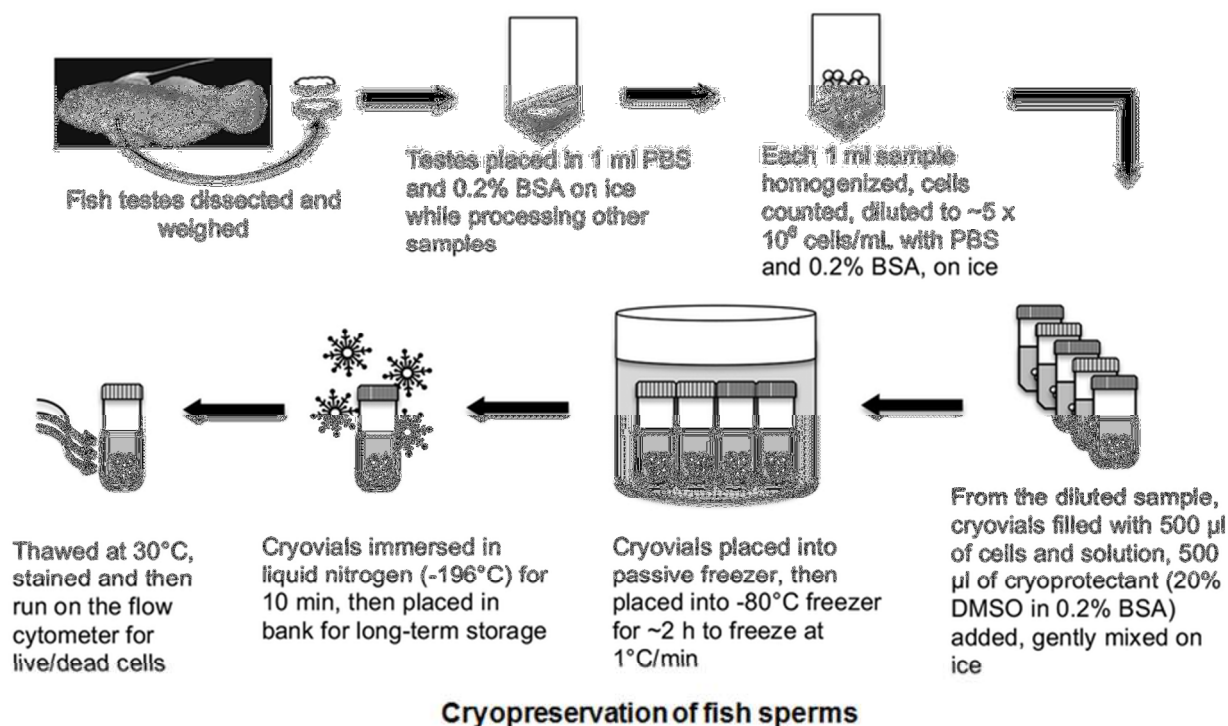 Fish testes dissected and
weighed
Testes placed in 1 ml PBS
and 0.2% BSA on ice
while processing other
samples
Each 1 ml sample
homogenized, cells
counted, diluted to ~5 x
10⁶ cells/mL with PBS
and 0.2% BSA, on ice
From the diluted sample,
cryovials filled with 500 µl
of cells and solution, 500
µl of cryoprotectant (20%
DMSO in 0.2% BSA)
added, gently mixed on
ice
Cryovials placed into
passive freezer, then
placed into -80°C freezer
for ~2 h to freeze at
1°C/min
Cryovials immersed in
liquid nitrogen (-196°C) for
10 min, then placed in
bank for long-term storage
Thawed at 30°C,
stained and then
run on the flow
cytometer for
live/dead cells
Cryopreservation of fish sperms